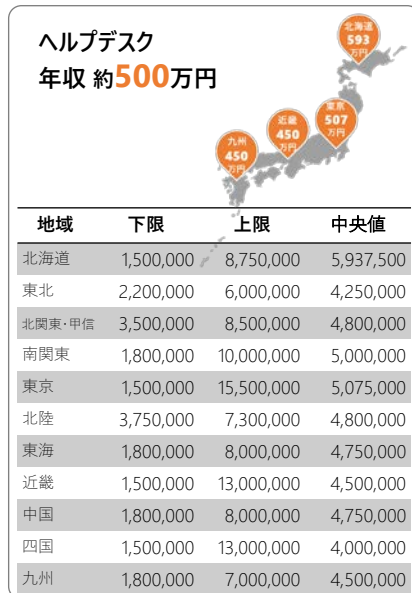 ヘルプデスク
年収 約500万円
北海道
593
万円
東京
507
万円
近畿
450
万円
九州
450
万円
地域 下限 上限 中央値
北海道 1,500,000 8,750,000 5,937,500
東北 2,200,000 6,000,000 4,250,000
北関東・甲信 3,500,000 8,500,000 4,800,000
南関東 1,800,000 10,000,000 5,000,000
東京 1,500,000 15,500,000 5,075,000
北陸 3,750,000 7,300,000 4,800,000
東海 1,800,000 8,000,000 4,750,000
近畿 1,500,000 13,000,000 4,500,000
中国 1,800,000 8,000,000 4,750,000
四国 1,500,000 13,000,000 4,000,000
九州 1,800,000 7,000,000 4,500,000